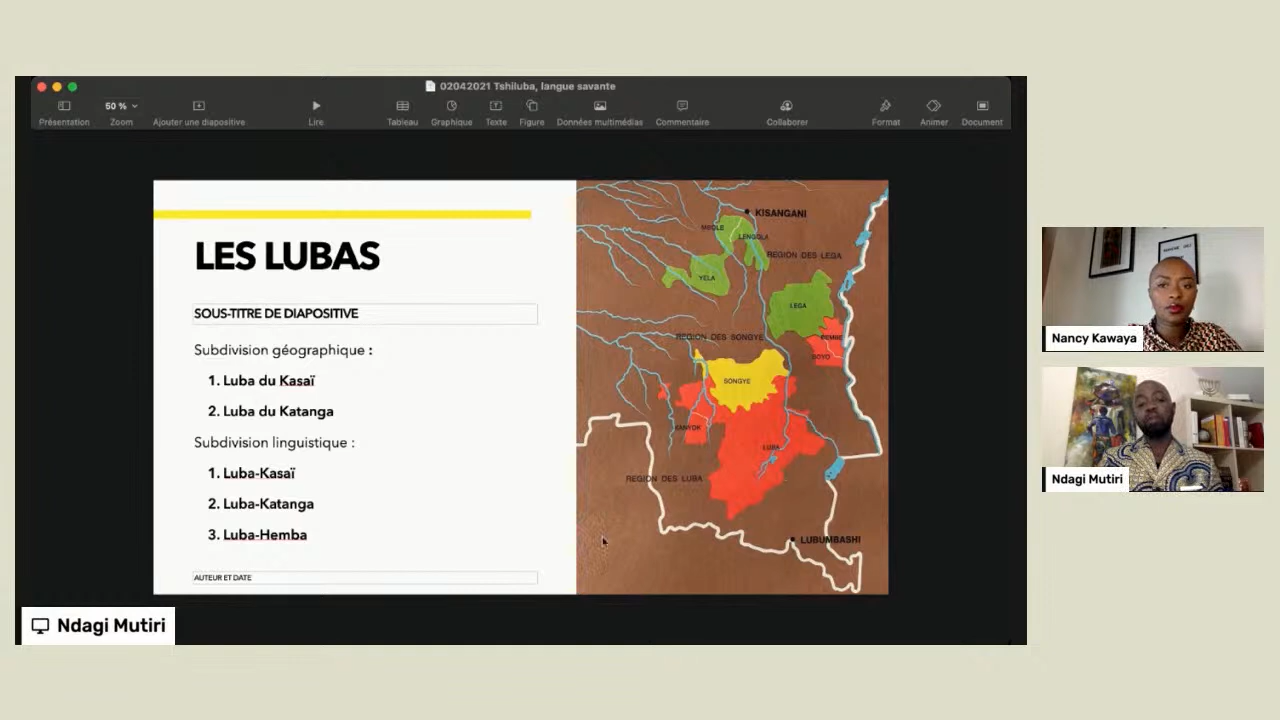 02042021 Tshiluba, langue savante
50 %
Présentation Zoom Ajouter une diapositive Lire Tableau Graphique Texte Figure Données multimédias Commentaire Collaborer Format Animer Document
LES LUBAS
SOUS-TITRE DE DIAPOSITIVE
Subdivision géographique :
1. Luba du Kasaï
2. Luba du Katanga
Subdivision linguistique :
1. Luba-Kasaï
2. Luba-Katanga
3. Luba-Hemba
AUTEUR ET DATE
KISANGANI
LENGOLA
REGION DES LEGA
YELA
LEGA
REGION DES SONGYE
BOYO
SONGYE
KANYOK
LUBA
REGION DES LUBA
LUBUMBASHI
Nancy Kawaya
Ndagi Mutiri
Ndagi Mutiri